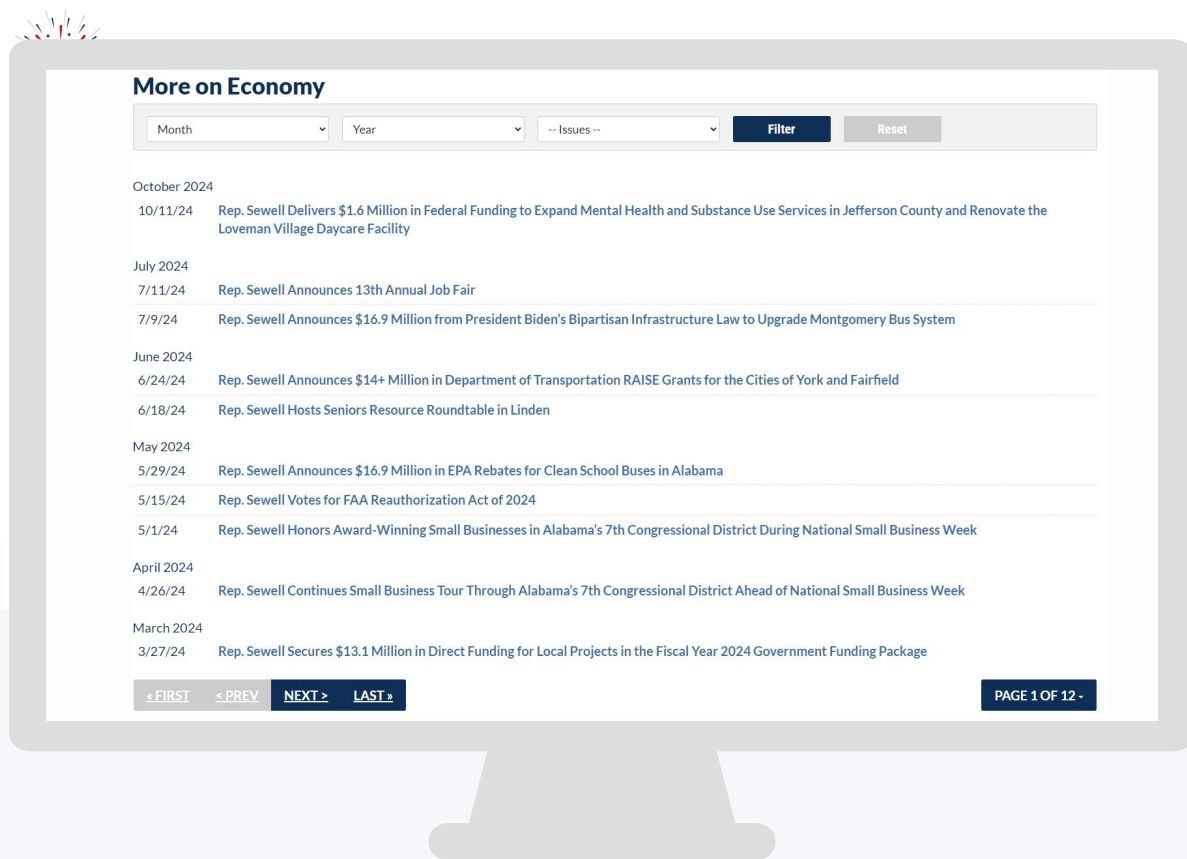 More on Economy
Month Year -- Issues -- Filter Reset
October 2024
10/11/24 Rep. Sewell Delivers $1.6 Million in Federal Funding to Expand Mental Health and Substance Use Services in Jefferson County and Renovate the
Loveman Village Daycare Facility
July 2024
7/11/24 Rep. Sewell Announces 13th Annual Job Fair
7/9/24 Rep. Sewell Announces $16.9 Million from President Biden’s Bipartisan Infrastructure Law to Upgrade Montgomery Bus System
June 2024
6/24/24 Rep. Sewell Announces $14+ Million in Department of Transportation RAISE Grants for the Cities of York and Fairfield
6/18/24 Rep. Sewell Hosts Seniors Resource Roundtable in Linden
May 2024
5/29/24 Rep. Sewell Announces $16.9 Million in EPA Rebates for Clean School Buses in Alabama
5/15/24 Rep. Sewell Votes for FAA Reauthorization Act of 2024
5/1/24 Rep. Sewell Honors Award-Winning Small Businesses in Alabama’s 7th Congressional District During National Small Business Week
April 2024
4/26/24 Rep. Sewell Continues Small Business Tour Through Alabama’s 7th Congressional District Ahead of National Small Business Week
March 2024
3/27/24 Rep. Sewell Secures $13.1 Million in Direct Funding for Local Projects in the Fiscal Year 2024 Government Funding Package
« FIRST < PREV NEXT > LAST » PAGE 1 OF 12